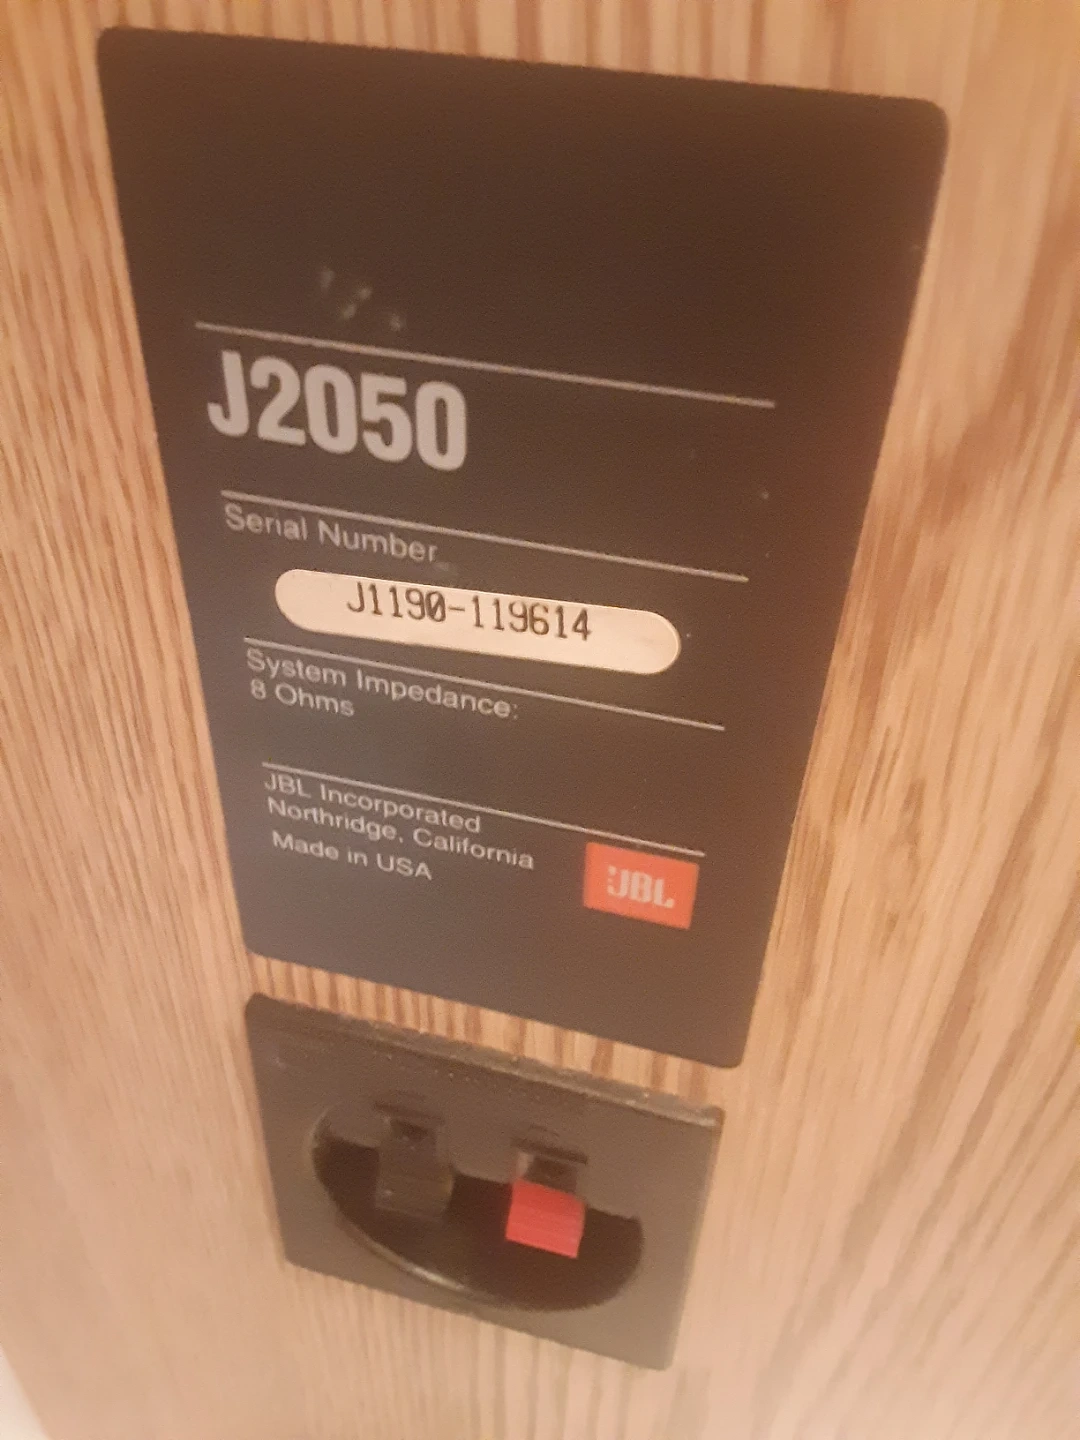 J2050
Serial Number
J1190-119614
System Impedance:
8 Ohms
JBL Incorporated
Northridge, California
Made in USA
JBL